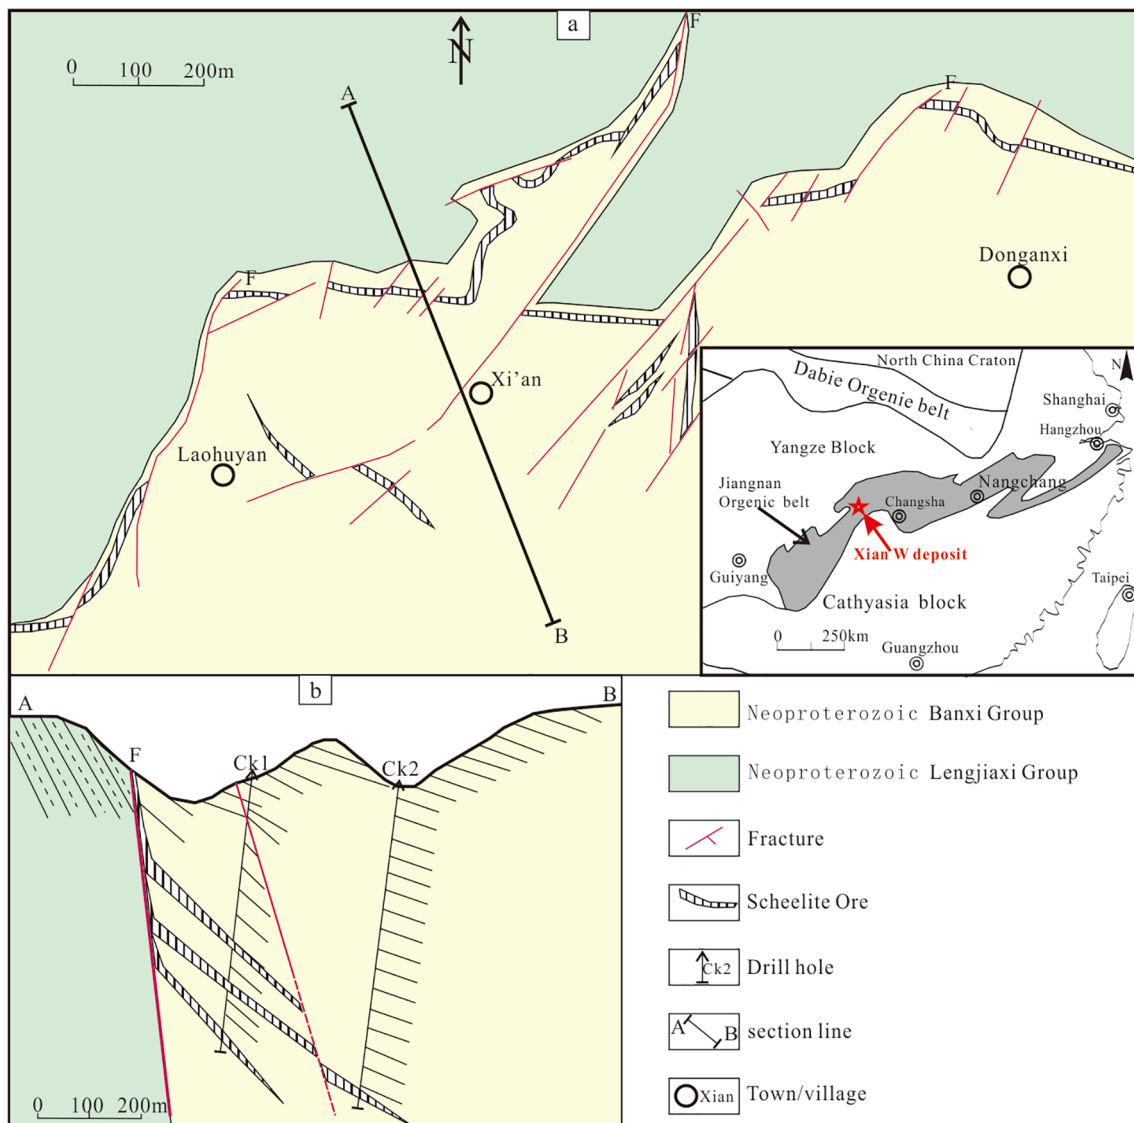 a
F
0 100 200m
N
A
F
F
Donganxi
Xi'an
Laohuyan
B
North China Craton
N
Dabie Orgenie belt
Shanghai
Hangzhou
Yangze Block
Jiangnan
Orgenic belt
Nangchang
Changsha
Xian W deposit
Guiyang
Taipei
Cathyasia block
0 250km
Guangzhou
b
A
B
F
Ck1
Ck2
0 100 200m
Neoproterozoic Banxi Group
Neoproterozoic Lengjiaxi Group
Fracture
Scheelite Ore
Ck2
Drill hole
A
B
section line
Xian
Town/village